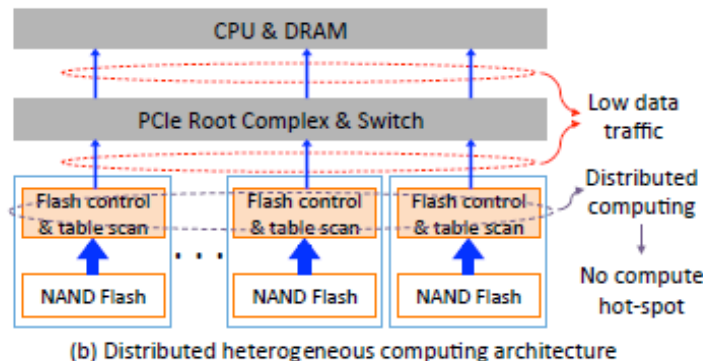 CPU & DRAM
PCIe Root Complex & Switch
Low data
traffic
Flash control
& table scan
Flash control
& table scan
Flash control
& table scan
Distributed
computing
. . .
NAND Flash
NAND Flash
NAND Flash
No compute
hot-spot
(b) Distributed heterogeneous computing architecture